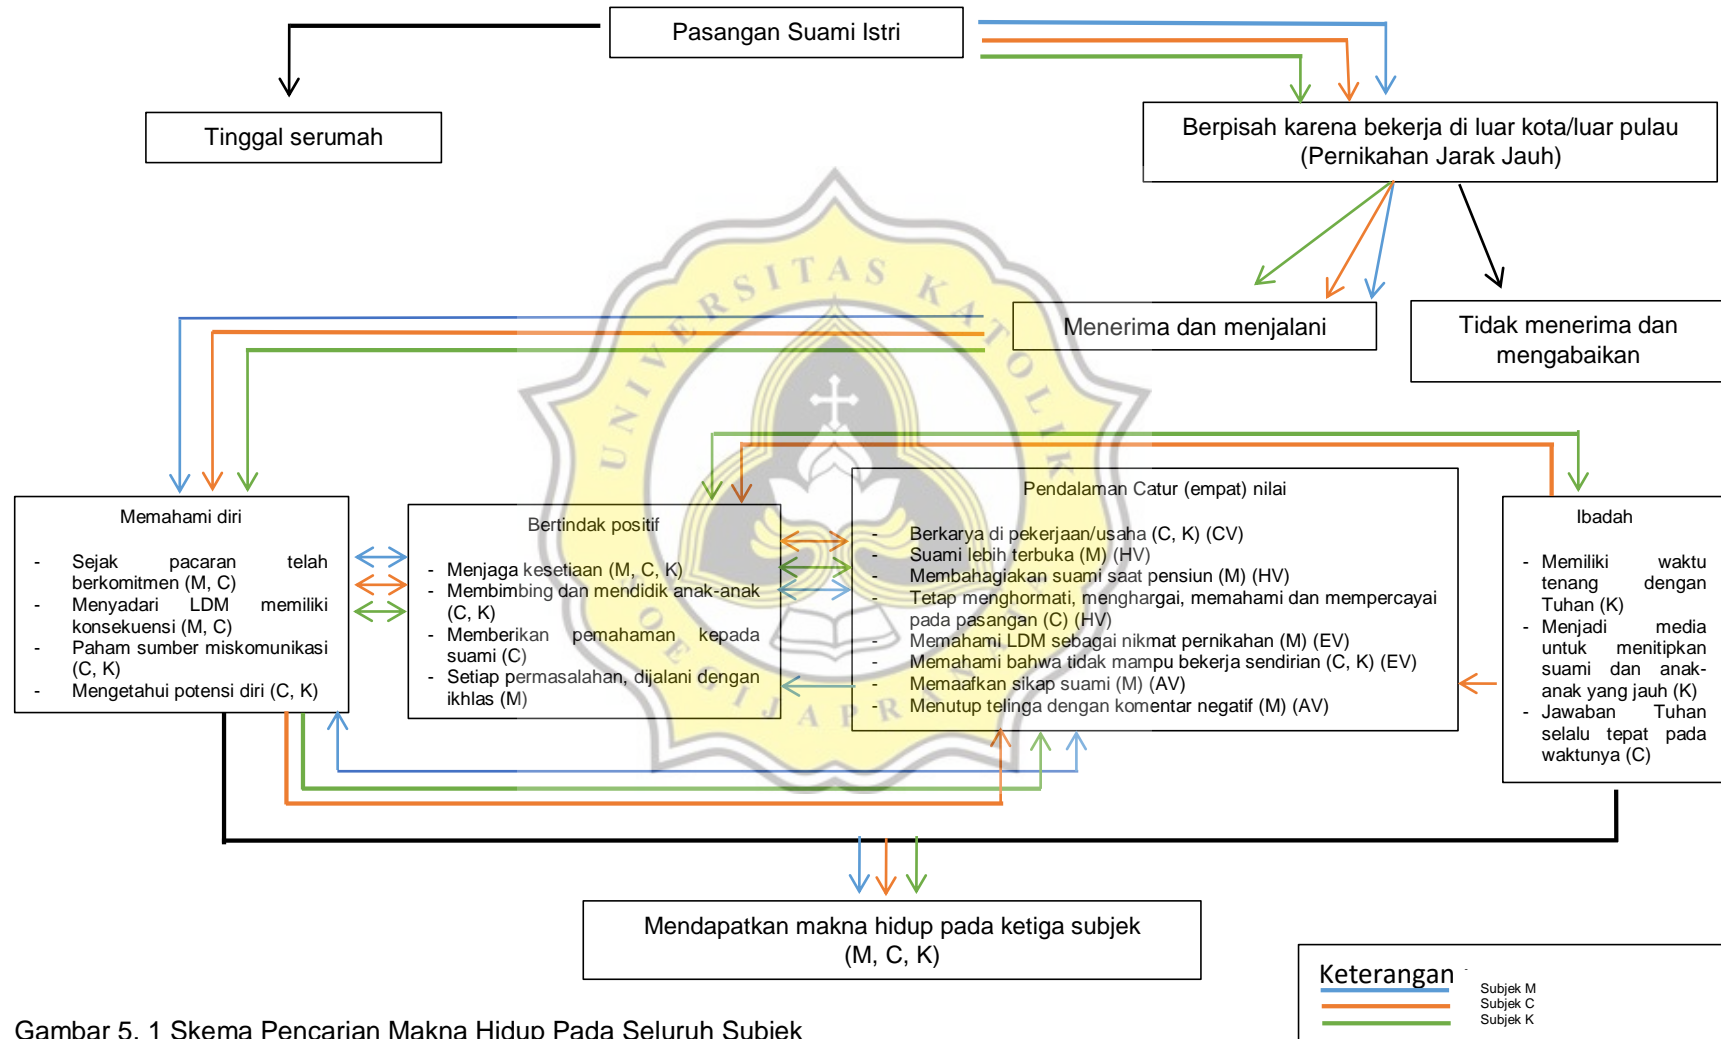 Pasangan Suami Istri
Tinggal serumah
Berpisah karena bekerja di luar kota/luar pulau
(Pernikahan Jarak Jauh)
Menerima dan menjalani
Tidak menerima dan
mengabaikan
UNIVERSITAS KATOLIK
SOEGIJAPRANATA
Memahami diri
- Sejak pacaran telah
berkomitmen (M, C)
- Menyadari LDM memiliki
konsekuensi (M, C)
- Paham sumber miskomunikasi
(C, K)
- Mengetahui potensi diri (C, K)
Bertindak positif
- Menjaga kesetiaan (M, C, K)
- Membimbing dan mendidik anak-anak
(C, K)
- Memberikan pemahaman kepada
suami (C)
- Setiap permasalahan, dijalani dengan
ikhlas (M)
Pendalaman Catur (empat) nilai
- Berkarya di pekerjaan/usaha (C, K) (CV)
- Suami lebih terbuka (M) (HV)
- Membahagiakan suami saat pensiun (M) (HV)
- Tetap menghormati, menghargai, memahami dan mempercayai
pada pasangan (C) (HV)
- Memahami LDM sebagai nikmat pernikahan (M) (EV)
- Memahami bahwa tidak mampu bekerja sendirian (C, K) (EV)
- Memaafkan sikap suami (M) (AV)
- Menutup telinga dengan komentar negatif (M) (AV)
Ibadah
- Memiliki waktu
tenang dengan
Tuhan (K)
- Menjadi media
untuk menitipkan
suami dan anak-
anak yang jauh (K)
- Jawaban Tuhan
selalu tepat pada
waktunya (C)
Mendapatkan makna hidup pada ketiga subjek
(M, C, K)
Keterangan
Subjek M
Subjek C
Subjek K
Gambar 5. 1 Skema Pencarian Makna Hidup Pada Seluruh Subjek